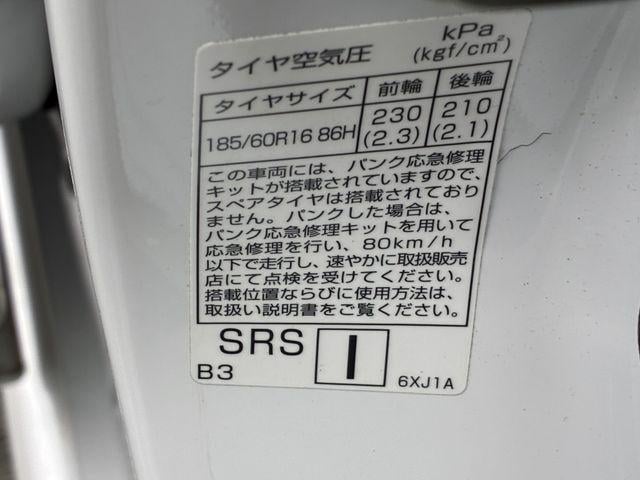 タイヤ空気圧 kPa
(kgf/cm²)
タイヤサイズ 前輪 後輪
185/60R16 86H 230 210
(2.3) (2.1)
この車両には、パンク応急修理
キットが搭載されていますので、
スペアタイヤは搭載されており
ません。パンクした場合は、
パンク応急修理キットを用いて
応急修理を行い、80km/h
以下で走行し、速やかに取扱販売
店にて点検を受けてください。
搭載位置ならびに使用方法は、
取扱い説明書をご覧ください。
SRS I
B3 6XJ1A